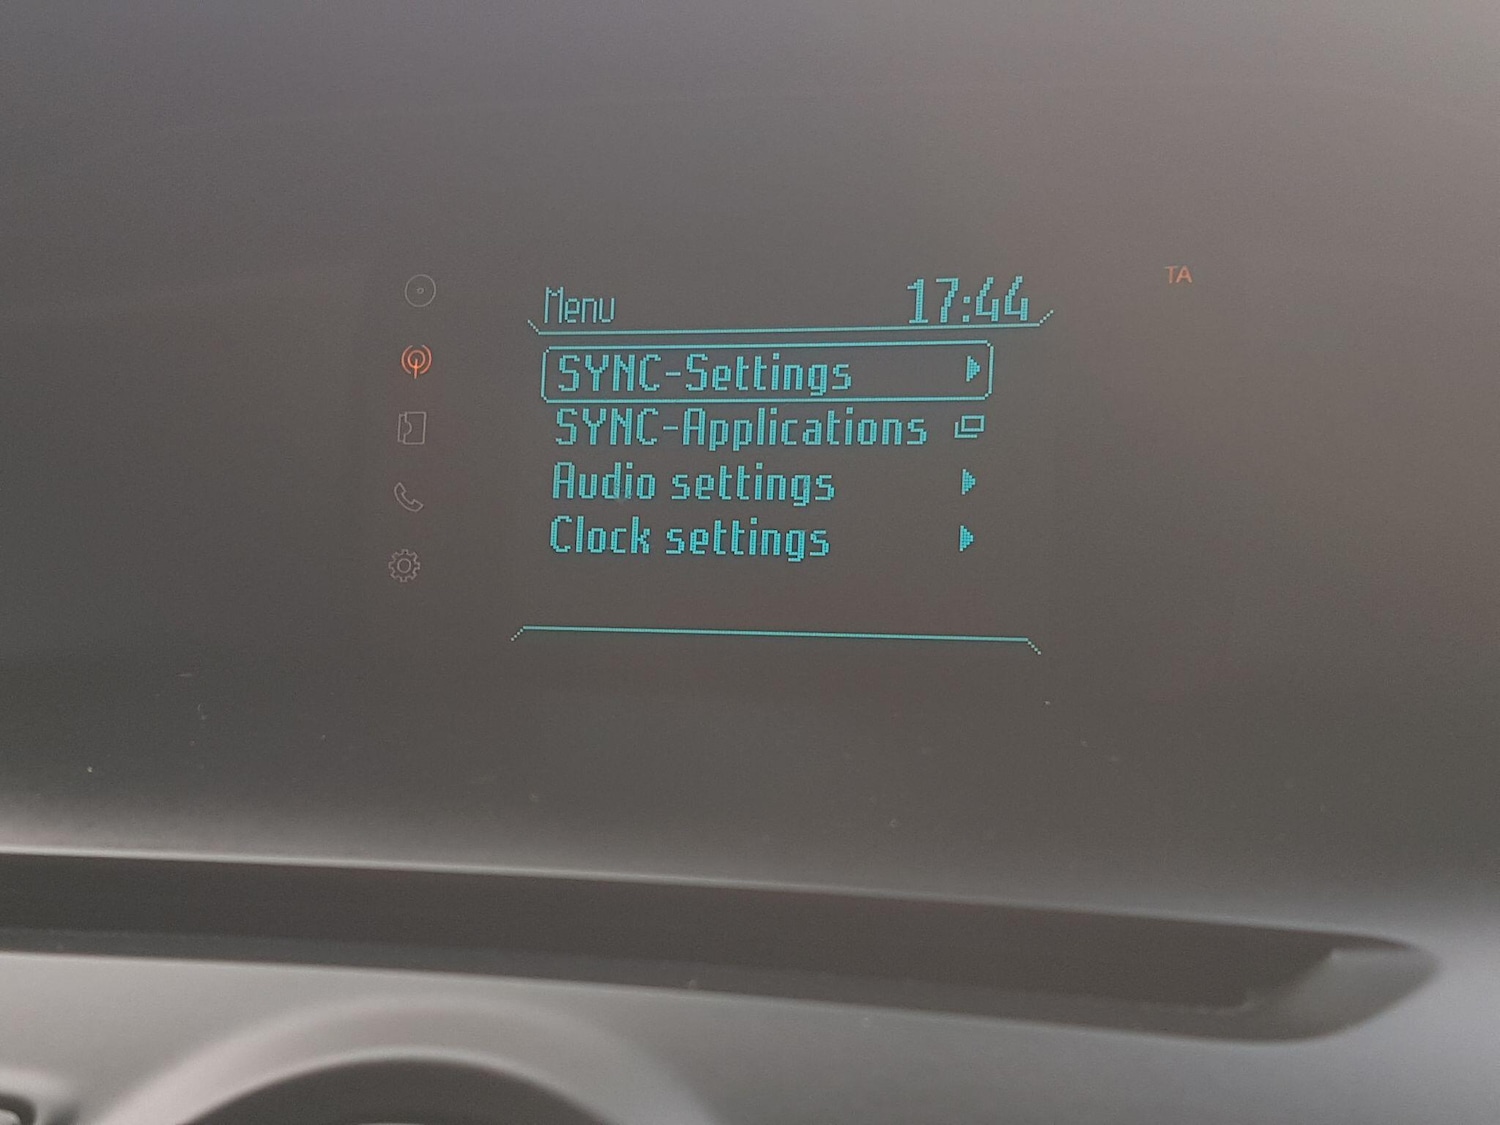 Menu 17:44 TA
SYNC-Settings
SYNC-Applications
Audio settings
Clock settings